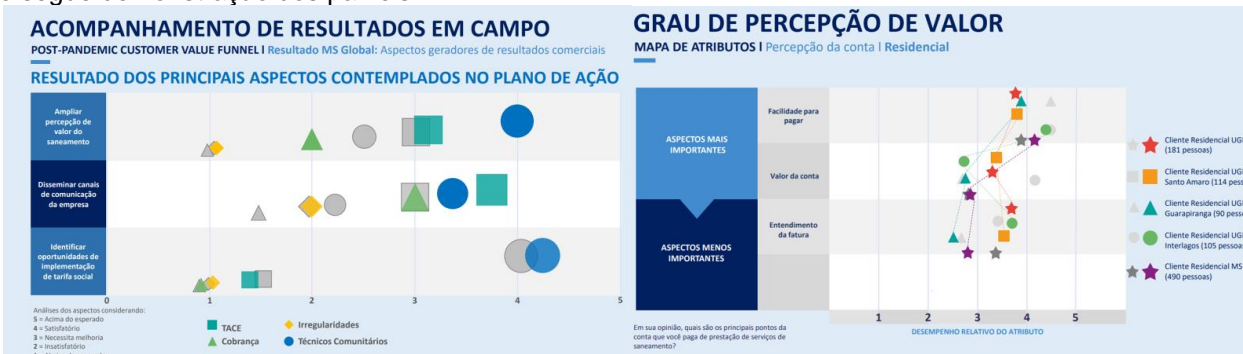 ACOMPANHAMENTO DE RESULTADOS EM CAMPO
POST-PANDEMIC CUSTOMER VALUE FUNNEL I Resultado MS Global: Aspectos geradores de resultados comerciais
RESULTADO DOS PRINCIPAIS ASPECTOS CONTEMPLADOS NO PLANO DE AÇÃO
Ampliar
percepção de
valor do
saneamento
Disseminar canais
de comunicação
da empresa
Identificar
oportunidades de
implementação
de tarifa social
0 1 2 3 4 5
Análises dos aspectos considerando:
5 = Acima do esperado
4 = Satisfatório
3 = Necessita melhoria
2 = Insatisfatório
TACE
Irregularidades
Cobrança
Técnicos Comunitários
GRAU DE PERCEPÇÃO DE VALOR
MAPA DE ATRIBUTOS I Percepção da conta I Residencial
ASPECTOS MAIS
IMPORTANTES
ASPECTOS MENOS
IMPORTANTES
Facilidade para
pagar
Valor da conta
Entendimento
da fatura
1 2 3 4 5
DESEMPENHO RELATIVO DO ATRIBUTO
Em sua opinião, quais são os principais pontos da
conta que você paga de prestação de serviços de
saneamento?
Cliente Residencial UG
(181 pessoas)
Cliente Residencial UG
Santo Amaro (114 pess
Cliente Residencial UG
Guarapiranga (90 pess
Cliente Residencial UG
Interlagos (105 pessoa
Cliente Residencial MS
(490 pessoas)